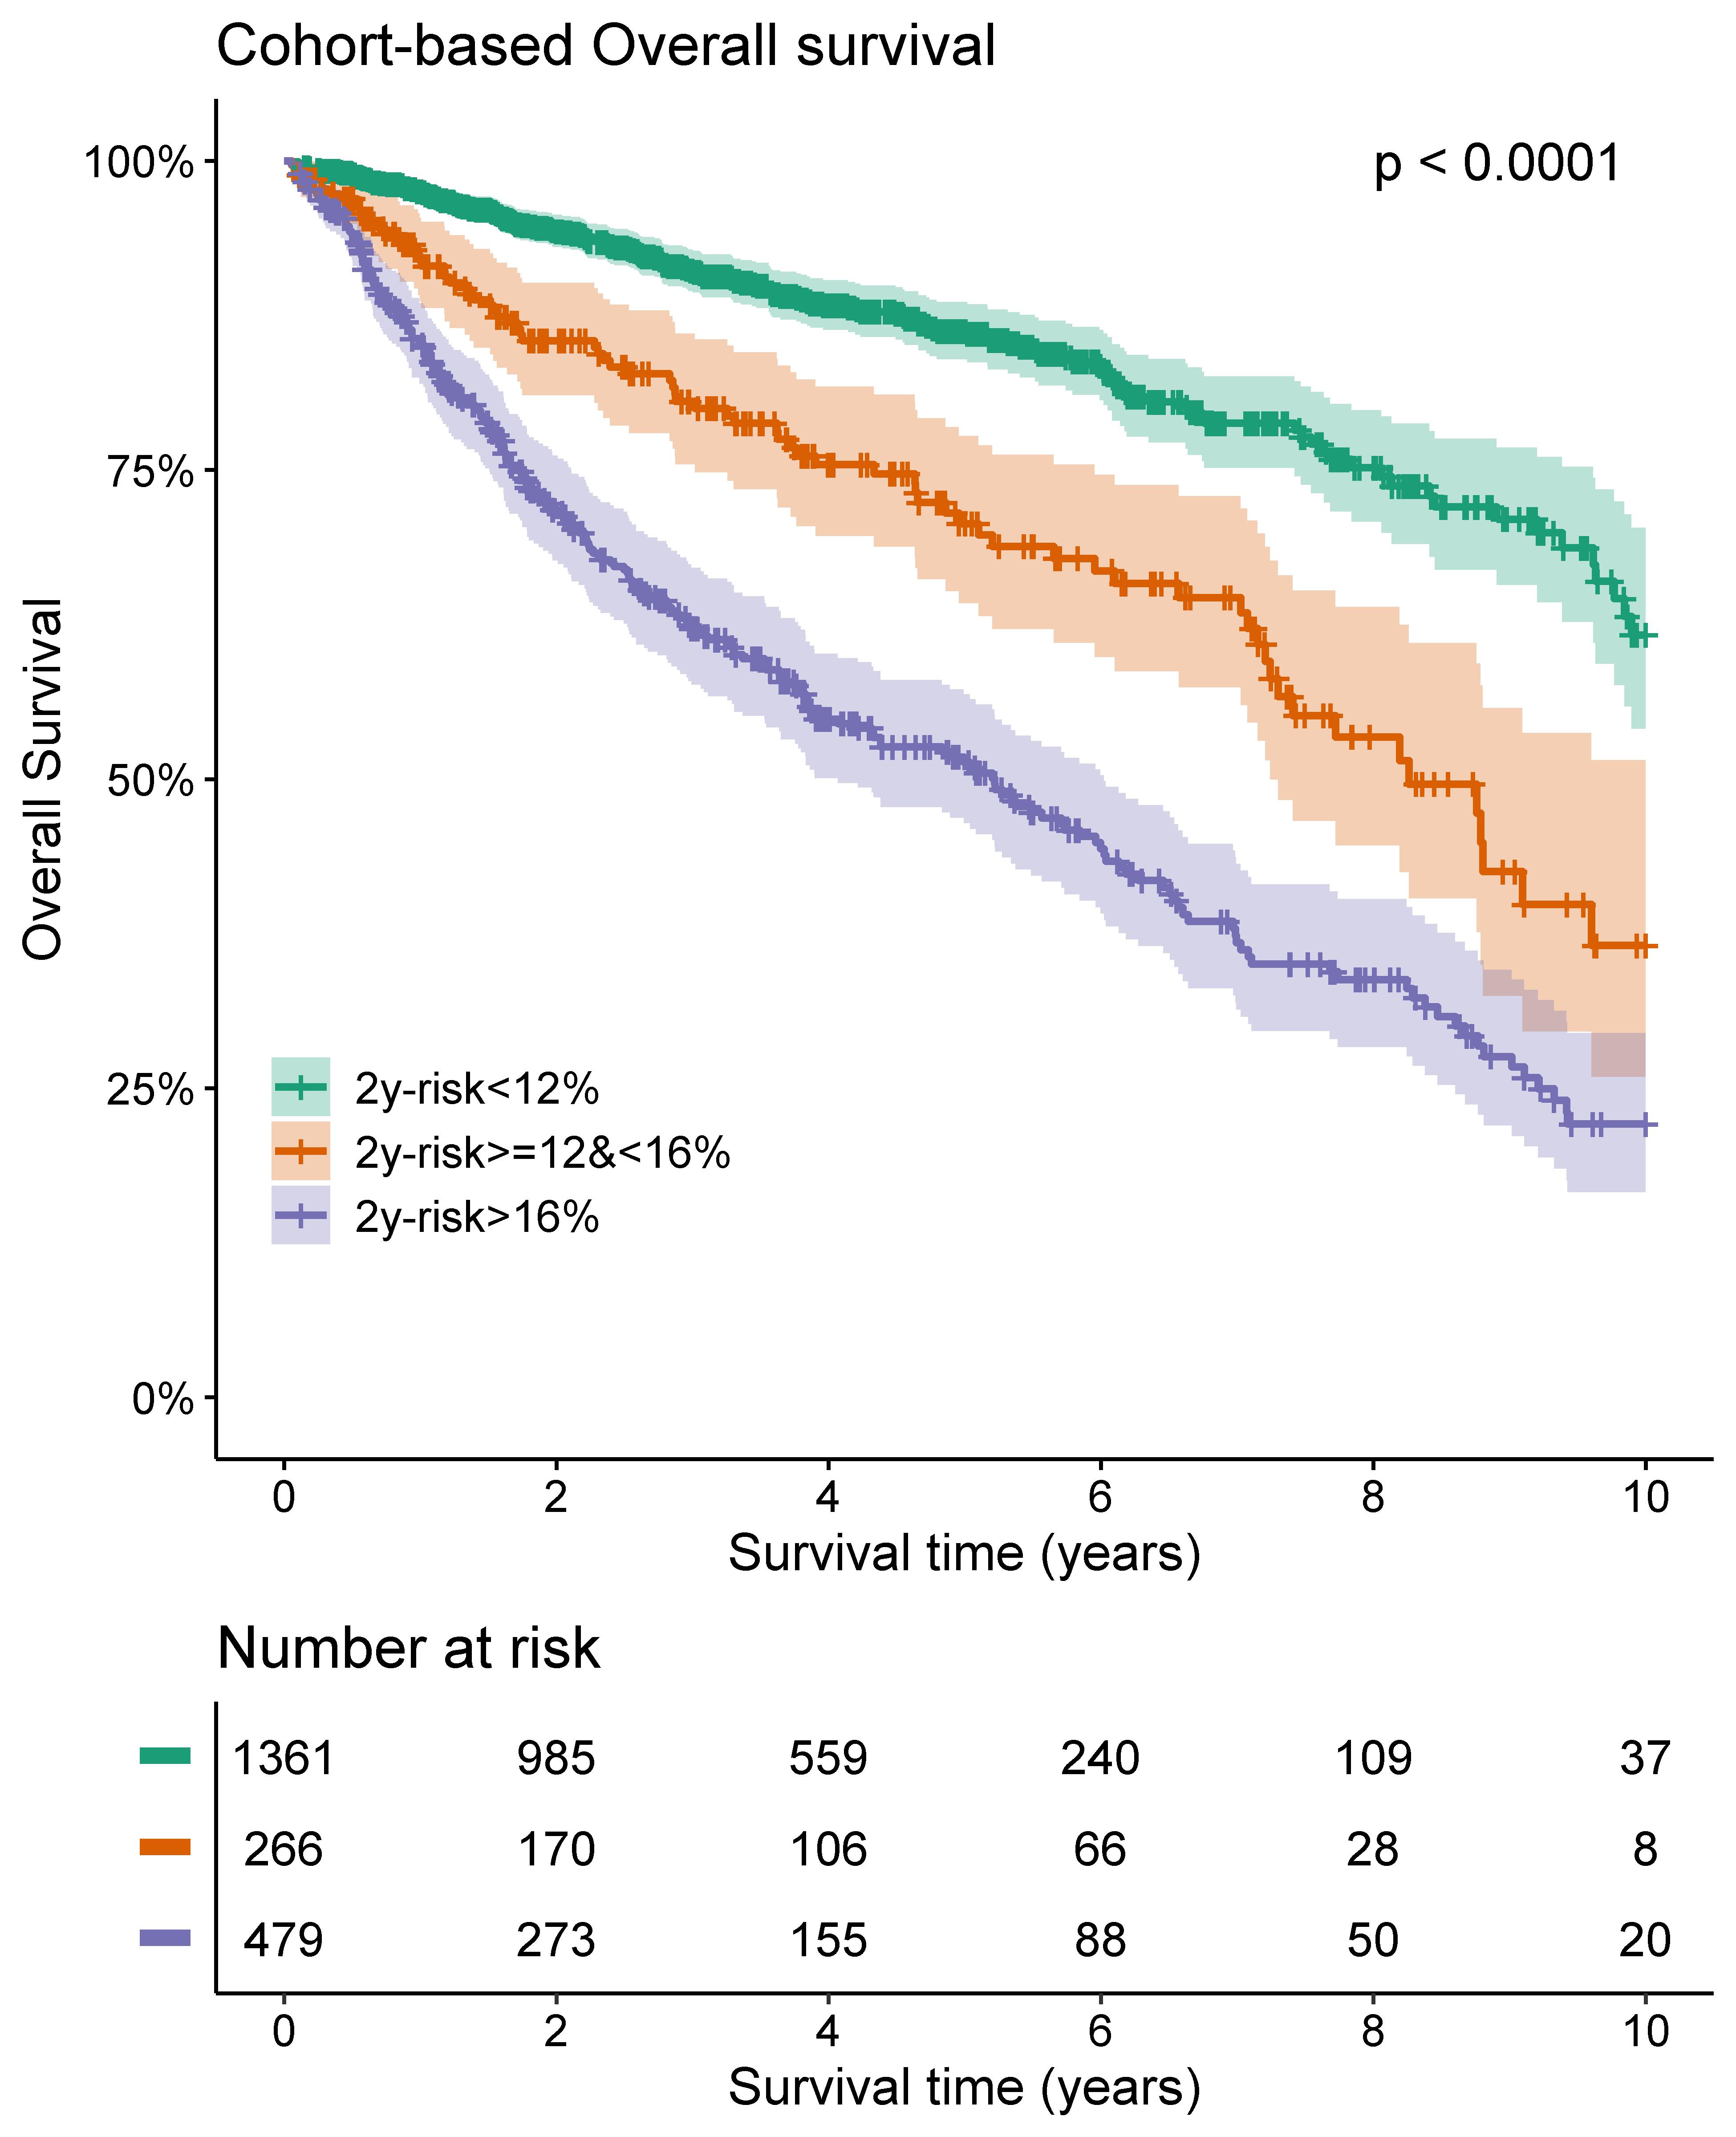 Cohort-based Overall survival
p < 0.0001
100%
75%
50%
25%
0%
Overall Survival
2y-risk<12%
2y-risk>=12&<16%
2y-risk>16%
0 2 4 6 8 10
Survival time (years)
Number at risk
1361 985 559 240 109 37
266 170 106 66 28 8
479 273 155 88 50 20
0 2 4 6 8 10
Survival time (years)